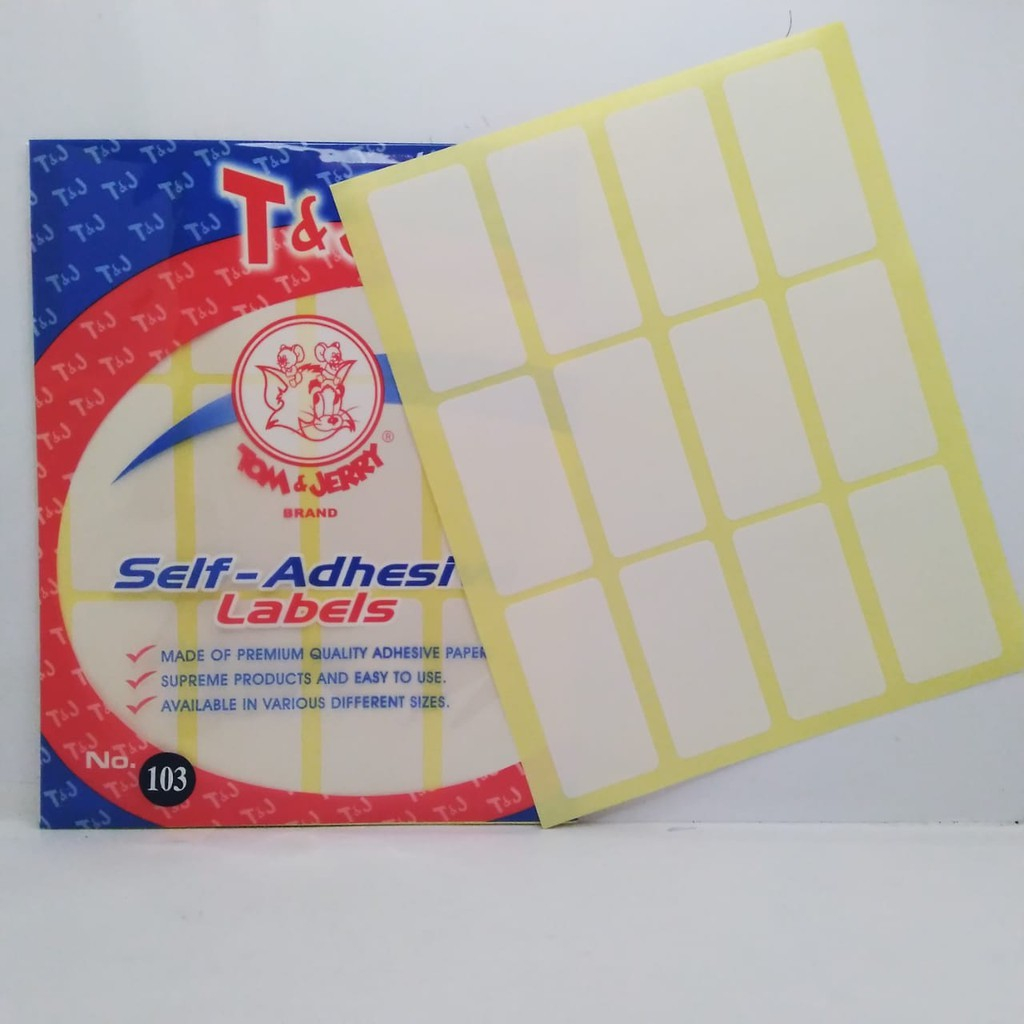 T&J
TOM & JERRY ®
BRAND
Self-Adhesi
Labels
MADE OF PREMIUM QUALITY ADHESIVE PAPER
SUPREME PRODUCTS AND EASY TO USE.
AVAILABLE IN VARIOUS DIFFERENT SIZES.
No. 103